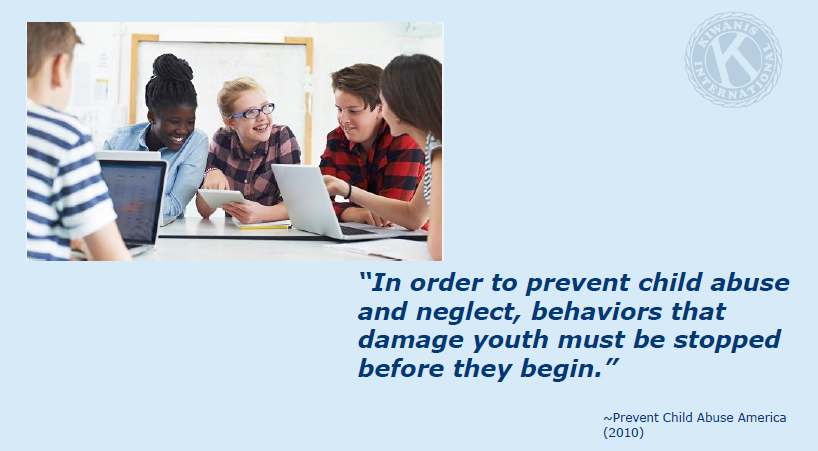 KIWANIS
K
INTERNATIONAL
“In order to prevent child abuse
and neglect, behaviors that
damage youth must be stopped
before they begin.”
~Prevent Child Abuse America
(2010)